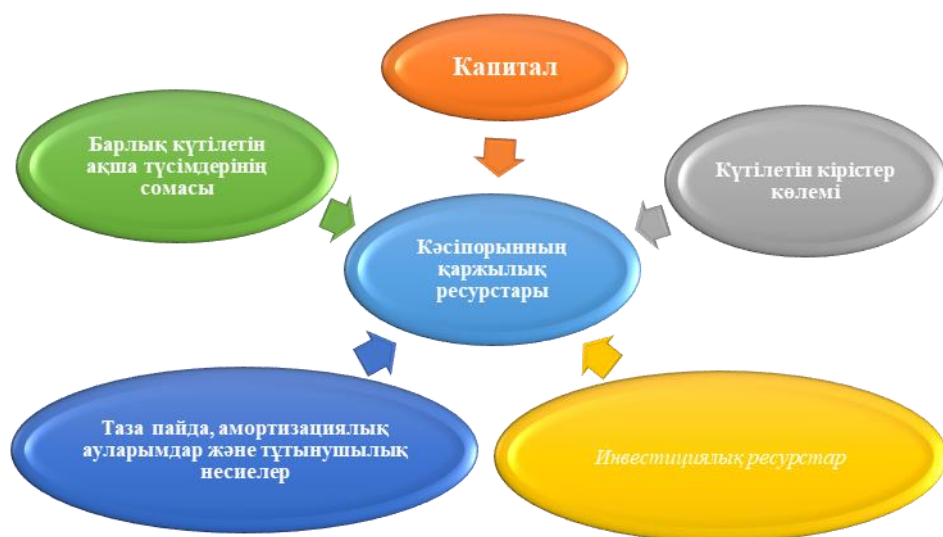 Капитал
Барлық күтілетін
ақша түсімдерінің
сомасы
Күтілетін кірістер
көлемі
Кәсіпорынның
қаржылық
ресурстары
Таза пайда, амортизациялық
ауларымдар және тұтынушылық
несиелер
Инвестициялық ресурстар